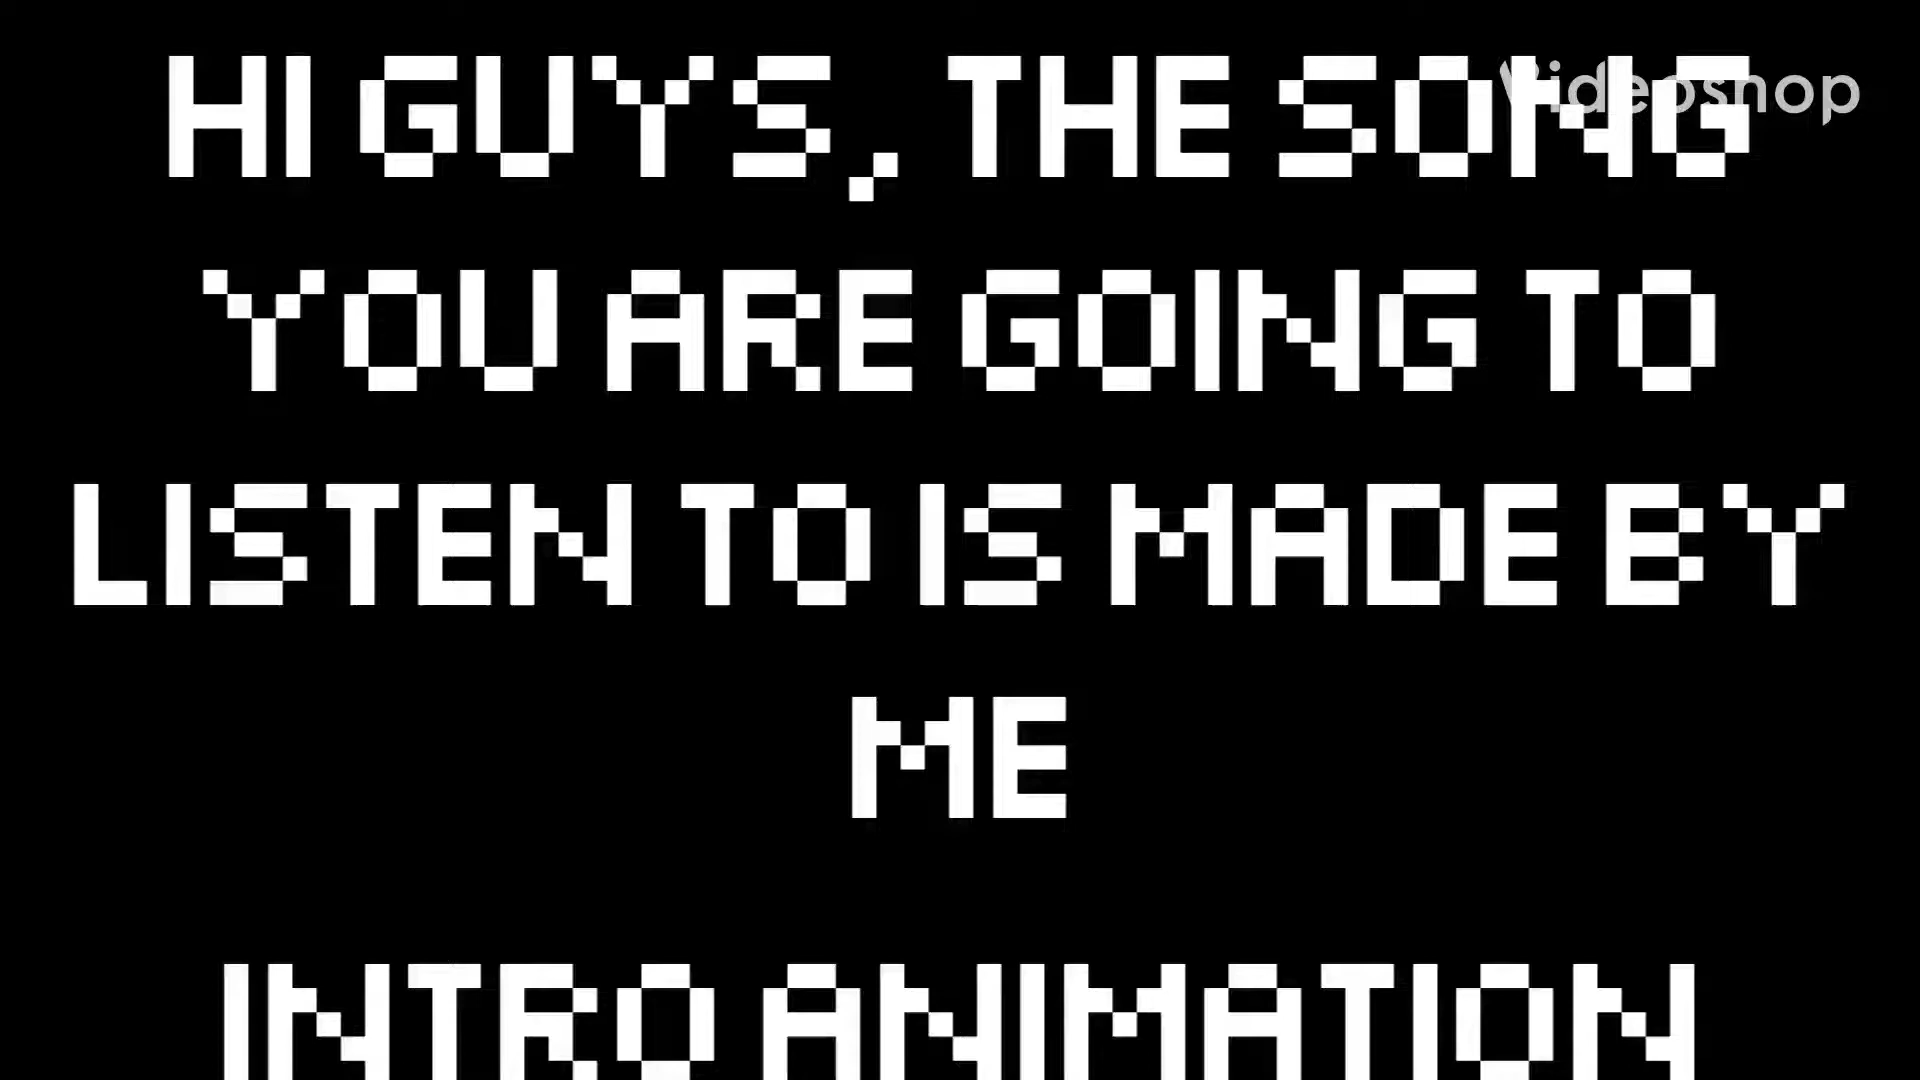 HI GUYS, THE SONG
Videoshop
YOU ARE GOING TO
LISTEN TO IS MADE BY
ME
INTRO ANIMATION